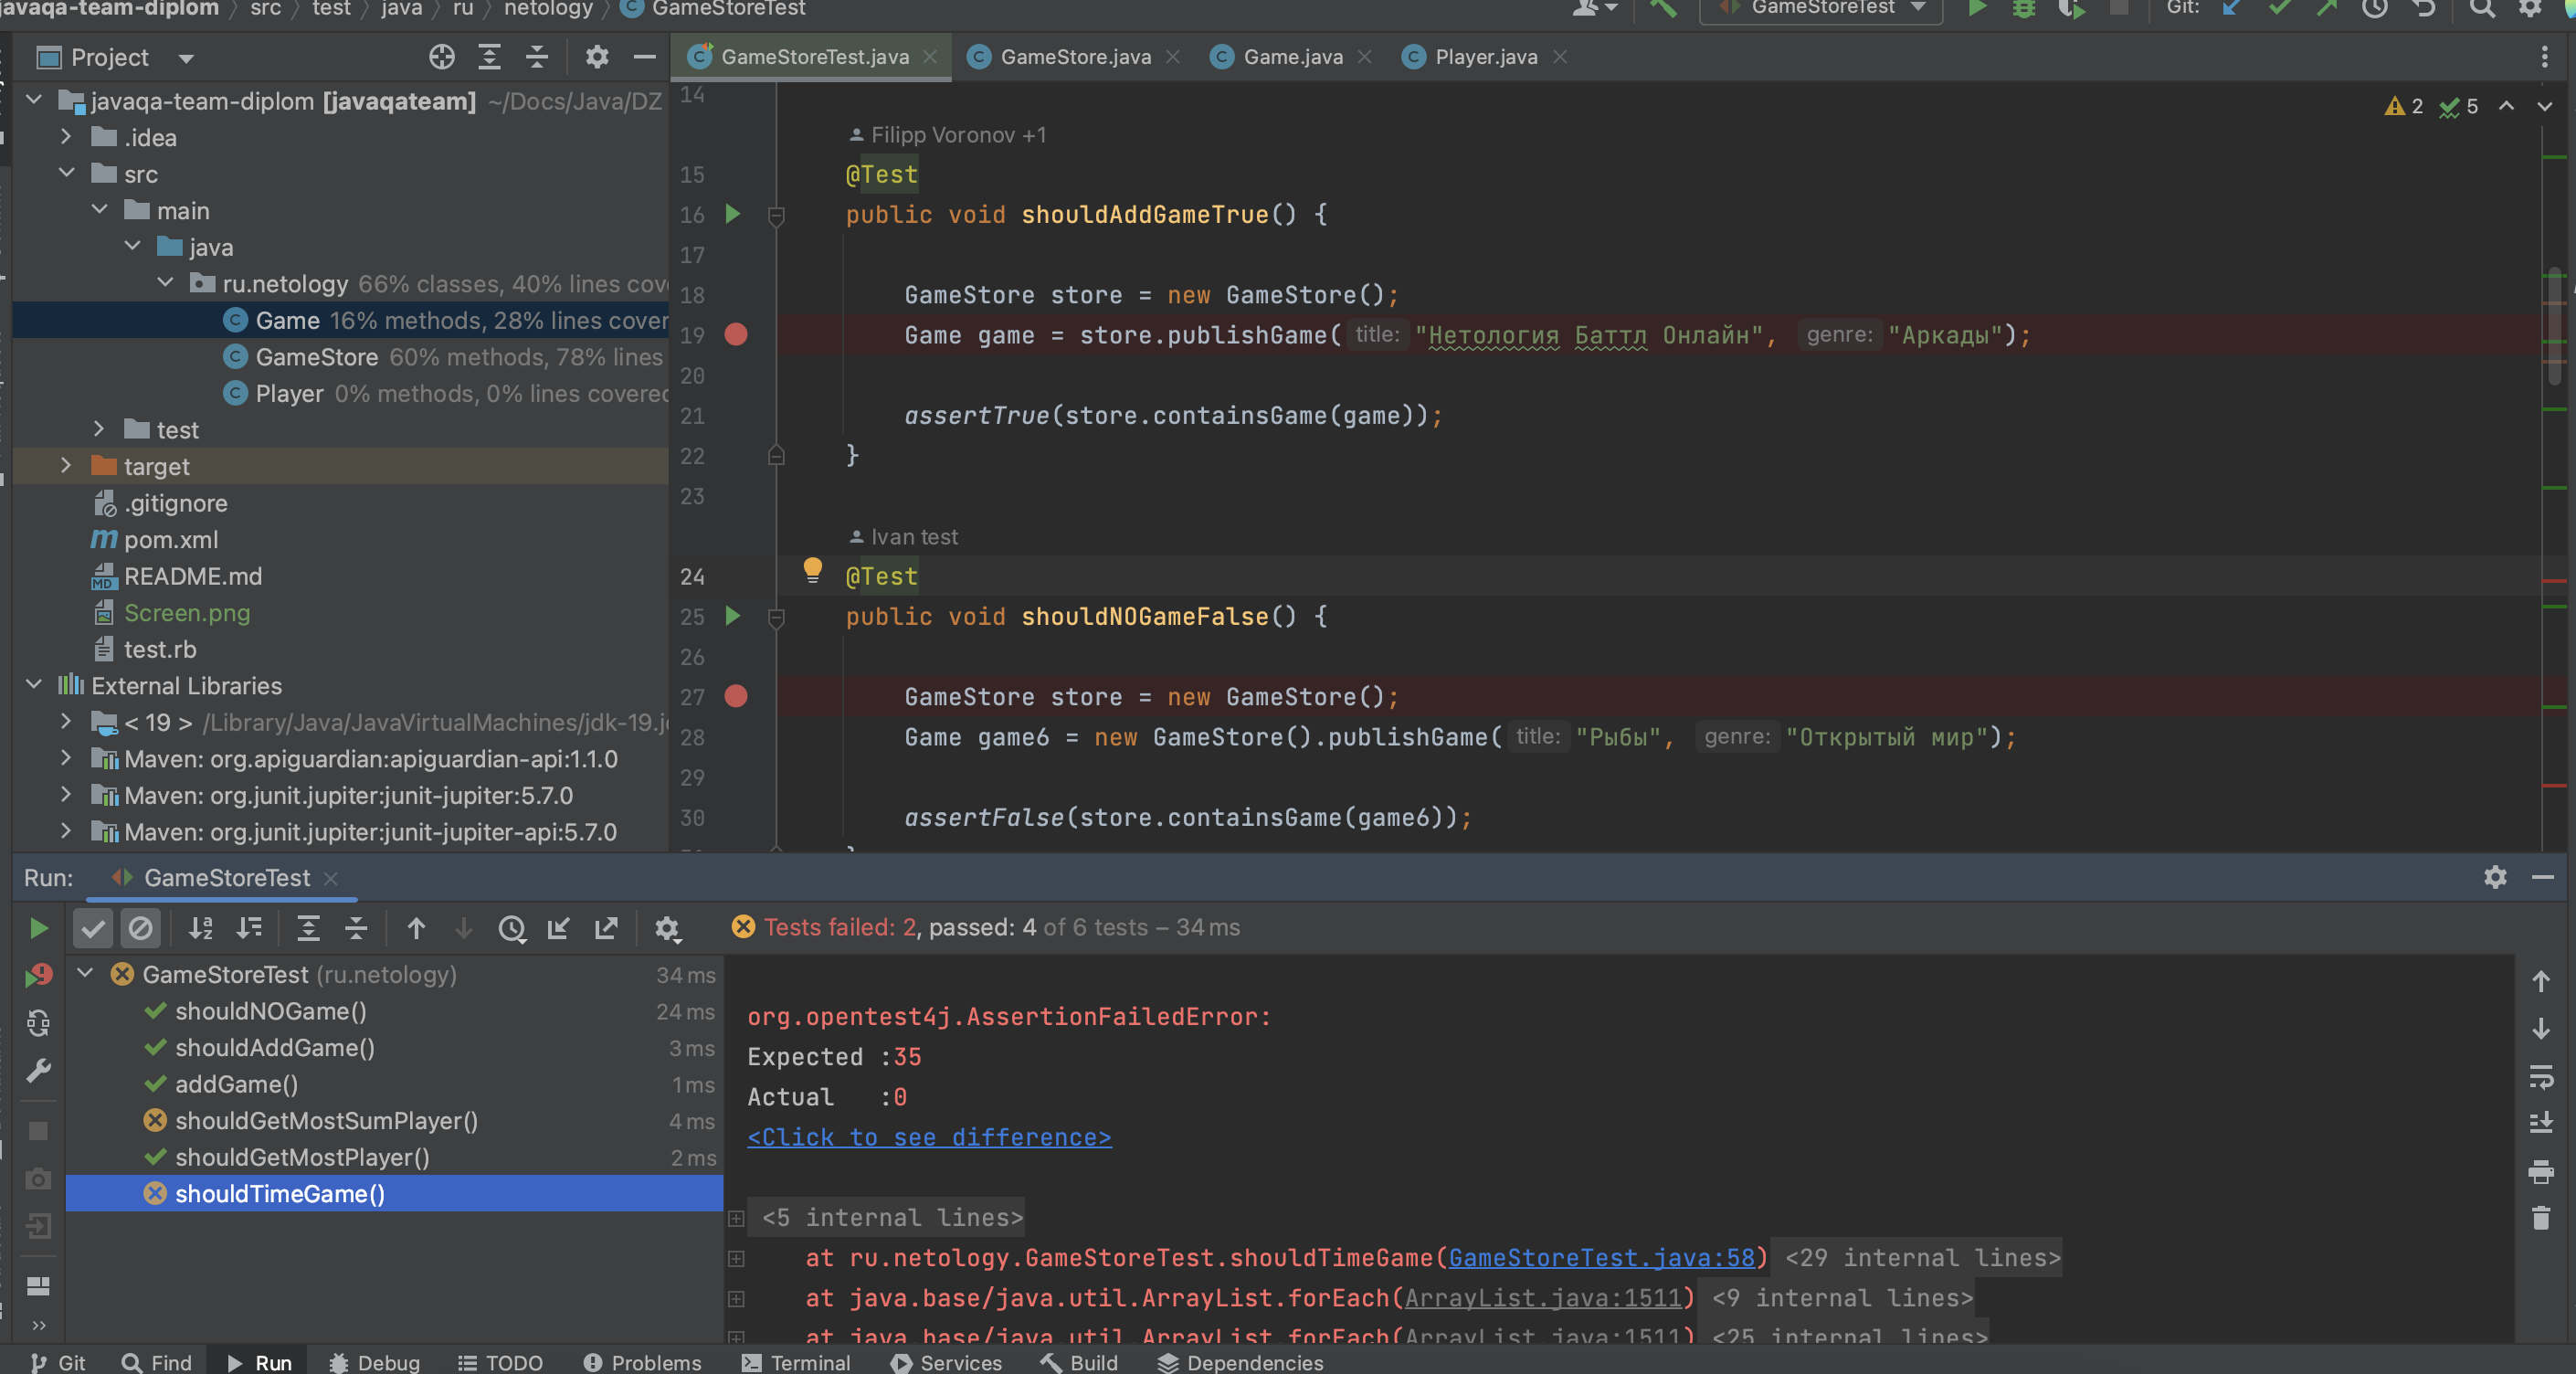 javaqa-team-diplom 〉 src 〉 test 〉 java 〉 ru 〉 netology 〉 GameStoreTest
GameStoreTest
Git:
Project
GameStoreTest.java
GameStore.java
Game.java
Player.java
javaqa-team-diplom [javaqateam] ~/Docs/Java/DZ
.idea
src
main
java
ru.netology 66% classes, 40% lines cov
Game 16% methods, 28% lines cover
GameStore 60% methods, 78% lines
Player 0% methods, 0% lines covered
test
target
.gitignore
pom.xml
README.md
Screen.png
test.rb
External Libraries
< 19 > /Library/Java/JavaVirtualMachines/jdk-19.j
Maven: org.apiguardian:apiguardian-api:1.1.0
Maven: org.junit.jupiter:junit-jupiter:5.7.0
Maven: org.junit.jupiter:junit-jupiter-api:5.7.0
2 5
14
Filipp Voronov +1
15 @Test
16 public void shouldAddGameTrue() {
17
18 GameStore store = new GameStore();
19 Game game = store.publishGame( title: "Нетология Баттл Онлайн", genre: "Аркады");
20
21 assertTrue(store.containsGame(game));
22 }
23
Ivan test
24 @Test
25 public void shouldNOGameFalse() {
26
27 GameStore store = new GameStore();
28 Game game6 = new GameStore().publishGame( title: "Рыбы", genre: "Открытый мир");
29
30 assertFalse(store.containsGame(game6));
Run: GameStoreTest
Tests failed: 2, passed: 4 of 6 tests – 34 ms
GameStoreTest (ru.netology) 34 ms
shouldNOGame() 24 ms
shouldAddGame() 3 ms
addGame() 1 ms
shouldGetMostSumPlayer() 4 ms
shouldGetMostPlayer() 2 ms
shouldTimeGame()
org.opentest4j.AssertionFailedError:
Expected :35
Actual :0
<Click to see difference>
<5 internal lines>
at ru.netology.GameStoreTest.shouldTimeGame(GameStoreTest.java:58) <29 internal lines>
at java.base/java.util.ArrayList.forEach(ArrayList.java:1511) <9 internal lines>
at java.base/java.util.ArrayList.forEach(ArrayList.java:1511) <25 internal lines>
Git Find Run Debug TODO Problems Terminal Services Build Dependencies